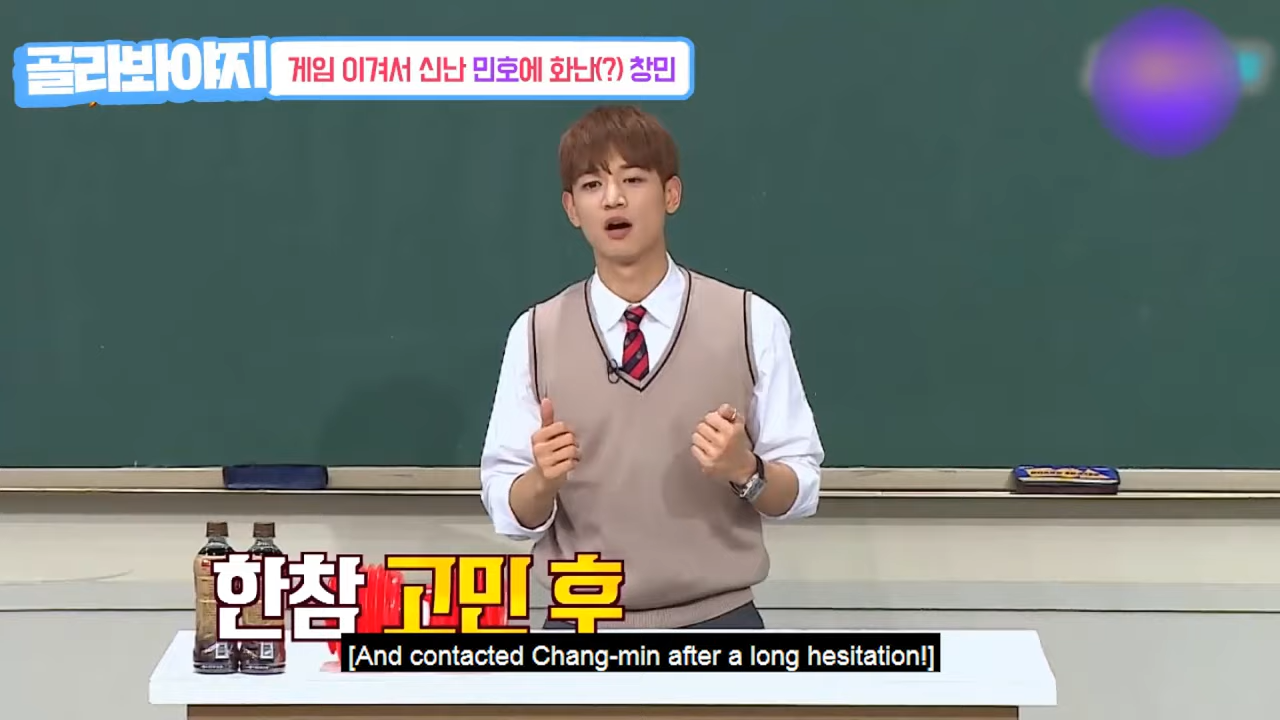 골라봐야지
게임 이겨서 신난 민호에 화난(?) 창민
한참 고민 후
[And contacted Chang-min after a long hesitation!]